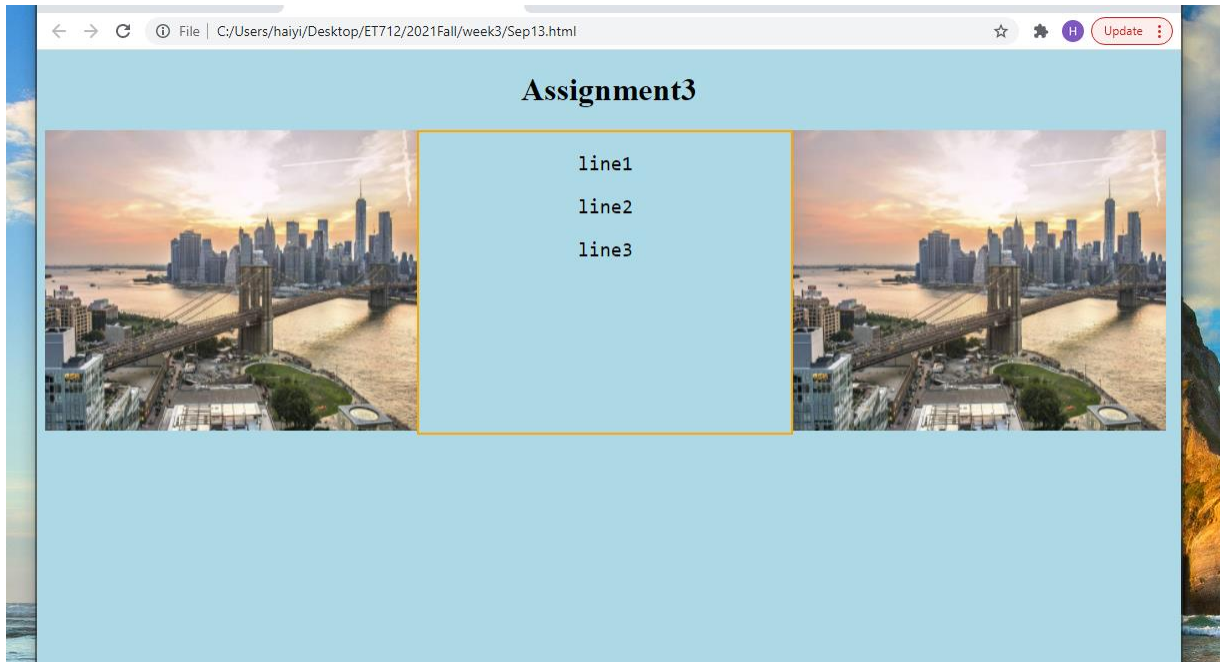 File C:/Users/haiyi/Desktop/ET712/2021Fall/week3/Sep13.html H Update
Assignment3
line1
line2
line3